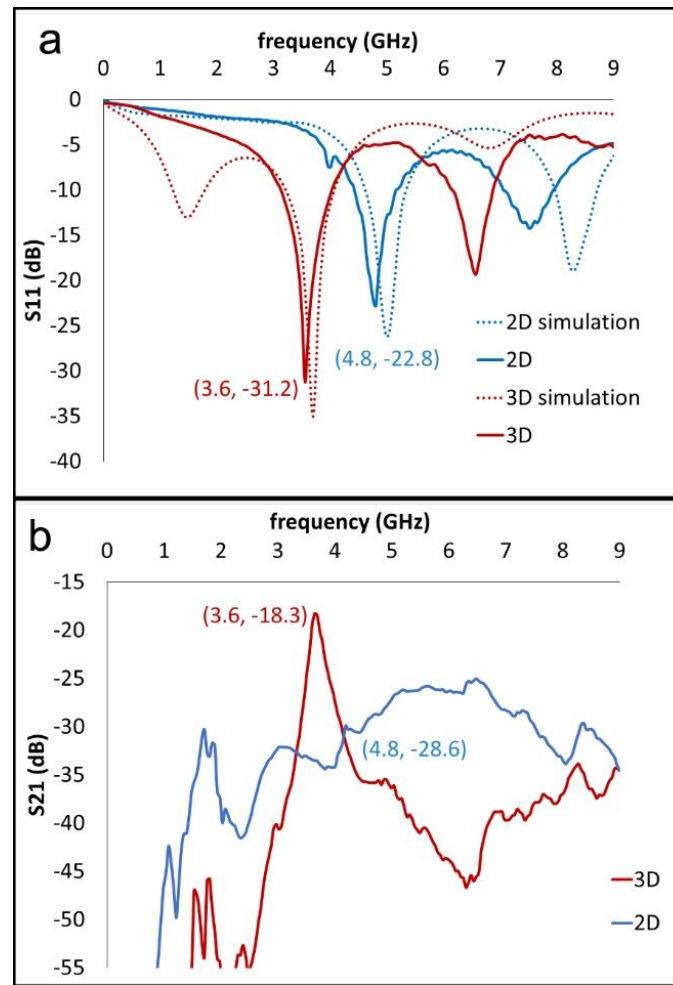 a
frequency (GHz)
0 1 2 3 4 5 6 7 8 9
0
-5
-10
-15
-20
-25
-30
-35
-40
S11 (dB)
(3.6, -31.2)
(4.8, -22.8)
2D simulation
2D
3D simulation
3D
b
frequency (GHz)
0 1 2 3 4 5 6 7 8 9
-15
-20
-25
-30
-35
-40
-45
-50
-55
S21 (dB)
(3.6, -18.3)
(4.8, -28.6)
3D
2D